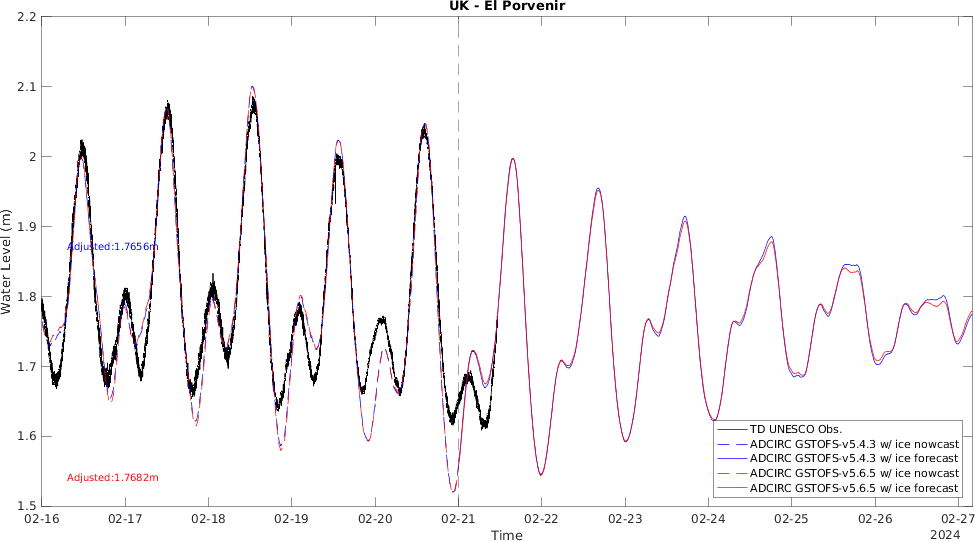 UK - El Porvenir
2.2
2.1
2
1.9
1.8
1.7
1.6
1.5
Water Level (m)
Adjusted:1.7656m
Adjusted:1.7682m
TD UNESCO Obs.
ADCIRC GSTOFS-v5.4.3 w/ ice nowcast
ADCIRC GSTOFS-v5.4.3 w/ ice forecast
ADCIRC GSTOFS-v5.6.5 w/ ice nowcast
ADCIRC GSTOFS-v5.6.5 w/ ice forecast
02-16 02-17 02-18 02-19 02-20 02-21 02-22 02-23 02-24 02-25 02-26 02-27
Time 2024